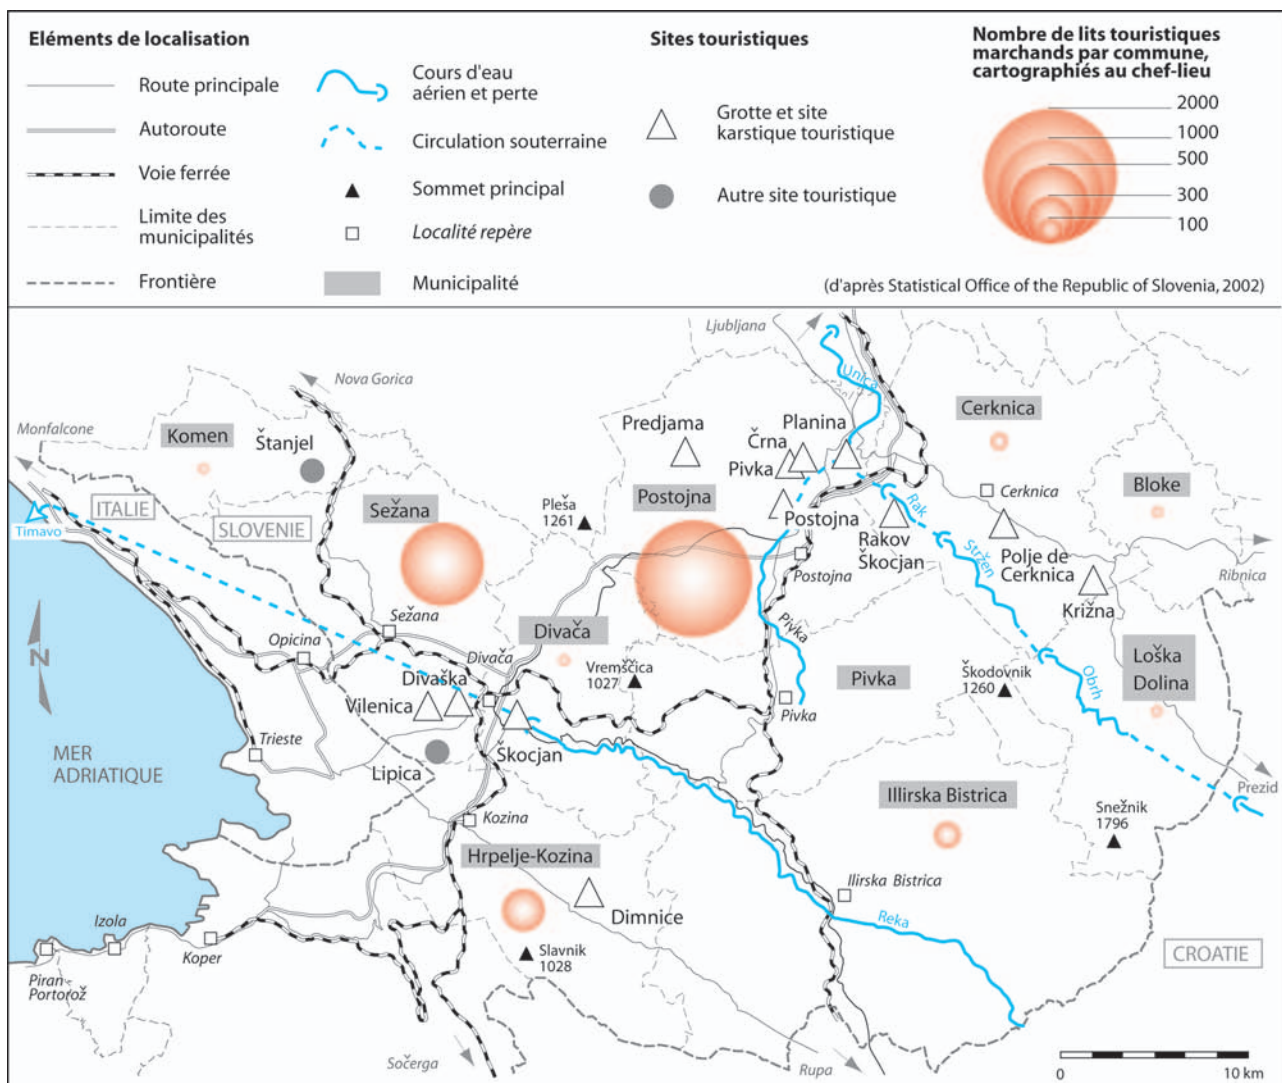 Eléments de localisation
Route principale
Autoroute
Voie ferrée
Limite des
municipalités
Frontière
Cours d'eau
aérien et perte
Circulation souterraine
Sommet principal
Localité repère
Municipalité
Sites touristiques
Grotte et site
karstique touristique
Autre site touristique
Nombre de lits touristiques
marchands par commune,
cartographiés au chef-lieu
2000
1000
500
300
100
(d'après Statistical Office of the Republic of Slovenia, 2002)
Ljubljana
Nova Gorica
Unica
Monfalcone
Komen
Štanjel
Predjama
Planina
Črna
Pivka
Cerknica
ITALIE
SLOVENIE
Timavo
Sežana
Pleša
1261
Postojna
Postojna
Rak
Rakov
Škocjan
Cerknica
Bloke
Polje de
Cerknica
Stržen
Ribnica
Križna
Postojna
N
Sežana
Opicina
Divača
Divača
Pivka
Divaška
Vilenica
Vremščica
1027
Pivka
Pivka
Škodovnik
1260
Obrh
Loška
Dolina
Trieste
MER
ADRIATIQUE
Lipica
Škocjan
Prezid
Illirska Bistrica
Snežnik
1796
Kozina
Hrpelje-Kozina
Dimnice
Ilirska Bistrica
Reka
Slavnik
1028
Izola
Koper
Piran
Portorož
CROATIE
Sočerga
Rupa
0
10 km